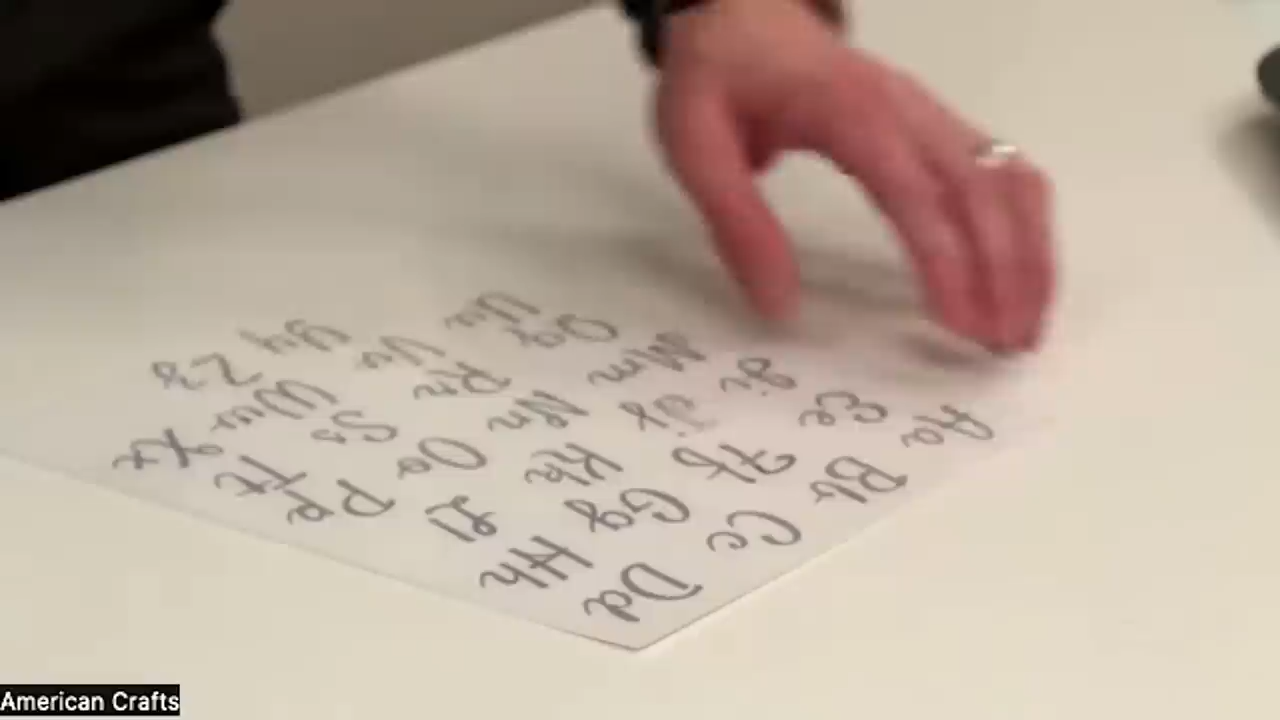 Aa Bb Cc Dd
Ee Ff Gg Hh
Ii Jj Kk Ll
Mm Nn Oo Pp
Qq Rr Ss Tt
Uu Vv Ww Xx
Yy Zz
American Crafts